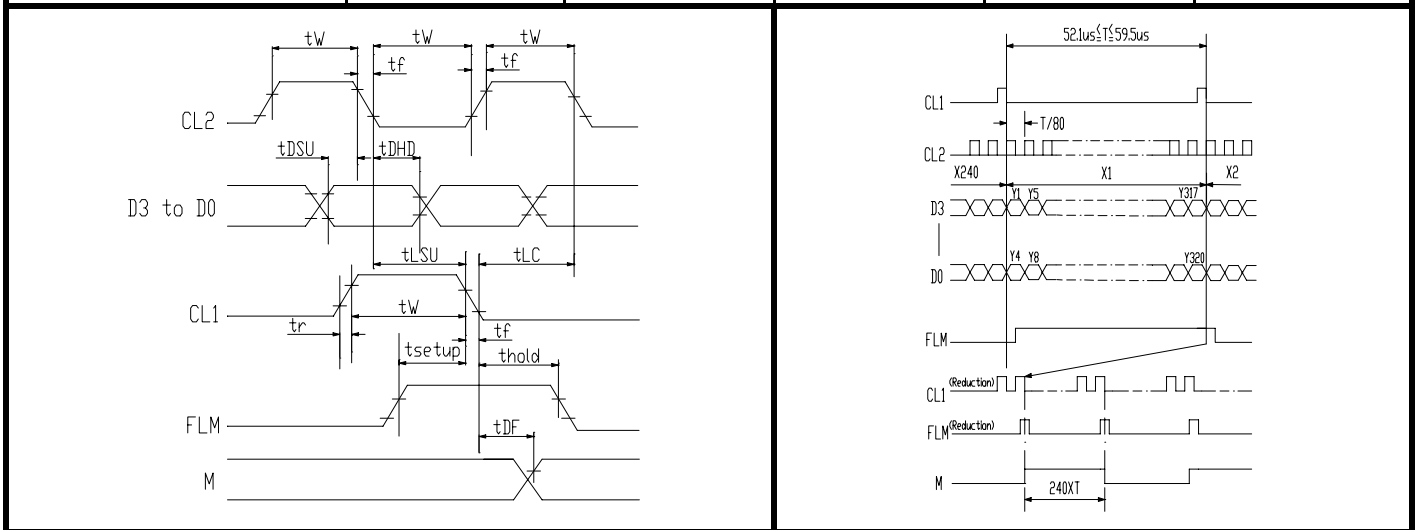 tW tW tW
tf tf
CL2
tDSU tDHD
D3 to D0
tLSU tLC
CL1
tW
tr tf
tsetup thold
FLM
tDF
M
52.1us≦T≦59.5us
CL1
T/80
CL2
X240 X1 X2
Y1 Y5 Y317
D3
Y4 Y8 Y320
D0
FLM
CL1 (Reduction)
FLM (Reduction)
M
240XT